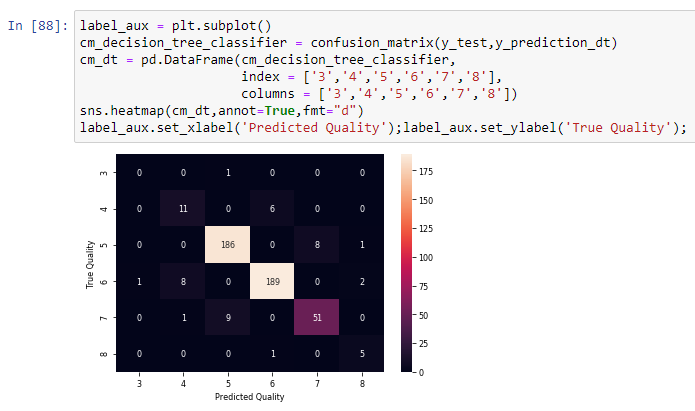 In [88]: label_aux = plt.subplot()
cm_decision_tree_classifier = confusion_matrix(y_test,y_prediction_dt)
cm_dt = pd.DataFrame(cm_decision_tree_classifier,
index = ['3','4','5','6','7','8'],
columns = ['3','4','5','6','7','8'])
sns.heatmap(cm_dt,annot=True,fmt="d")
label_aux.set_xlabel('Predicted Quality');label_aux.set_ylabel('True Quality');
True Quality
3 0 0 1 0 0 0
4 0 11 0 6 0 0
5 0 0 186 0 8 1
6 1 8 0 189 0 2
7 0 1 9 0 51 0
8 0 0 0 1 0 5
3 4 5 6 7 8
Predicted Quality
175
150
125
100
75
50
25
0